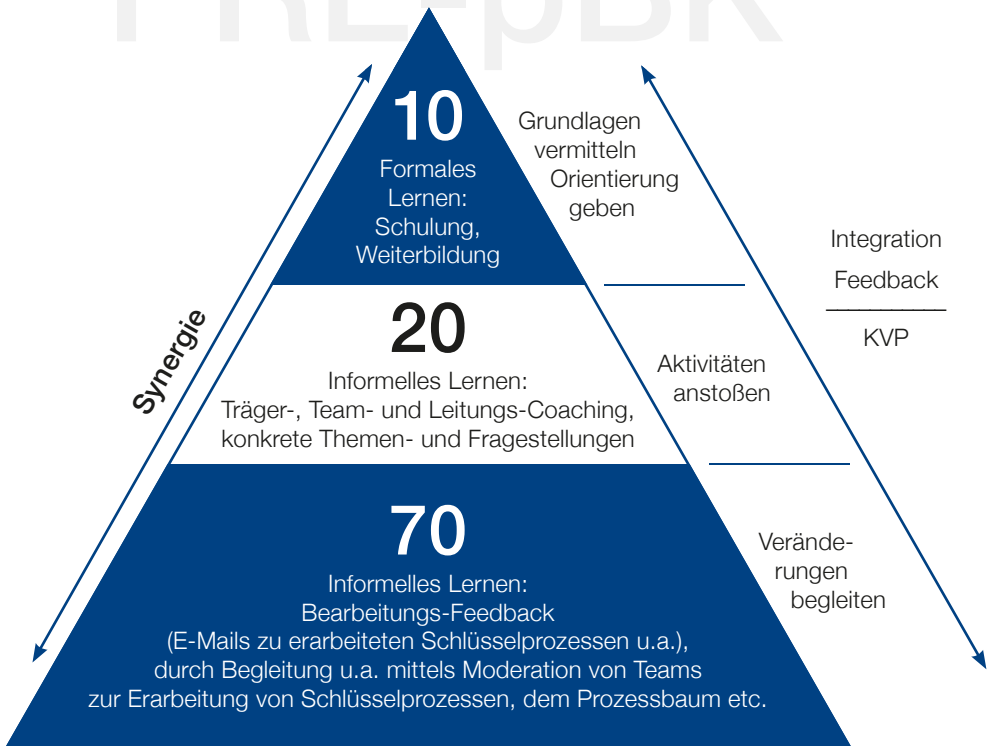 PRE-pBK
10
Formales
Lernen:
Schulung,
Weiterbildung
Grundlagen
vermitteln
Orientierung
geben
Synergie
20
Informelles Lernen:
Träger-, Team- und Leitungs-Coaching,
konkrete Themen- und Fragestellungen
Aktivitäten
anstoßen
Integration
Feedback
KVP
70
Informelles Lernen:
Bearbeitungs-Feedback
(E-Mails zu erarbeiteten Schlüsselprozessen u.a.),
durch Begleitung u.a. mittels Moderation von Teams
zur Erarbeitung von Schlüsselprozessen, dem Prozessbaum etc.
Verände-
rungen
begleiten